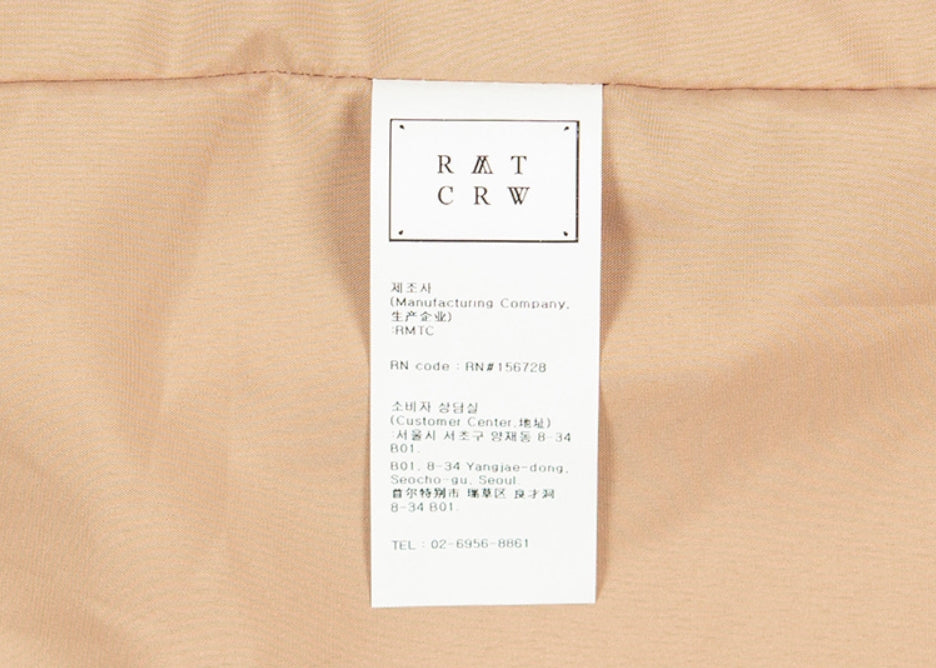 RMT
CRW
제조사
(Manufacturing Company,
生产企业)
:RMTC
RN code : RN#156728
소비자 상담실
(Customer Center,地址)
:서울시 서초구 양재동 8-34
B01.
B01, 8-34 Yangjae-dong,
Seocho-gu, Seoul.
首尔特别市 瑞草区 良才洞
8-34 B01.
TEL : 02-6956-8861